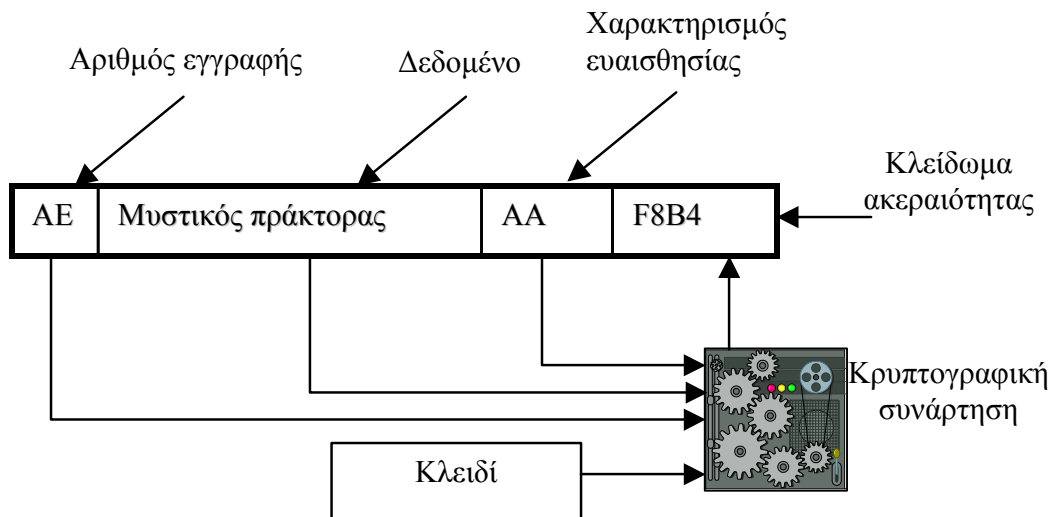 Αριθμός εγγραφής
Δεδομένο
Χαρακτηρισμός
ευαισθησίας
Κλείδωμα
ακεραιότητας
ΑΕ
Μυστικός πράκτορας
ΑΑ
F8B4
Κρυπτογραφική
συνάρτηση
Κλειδί